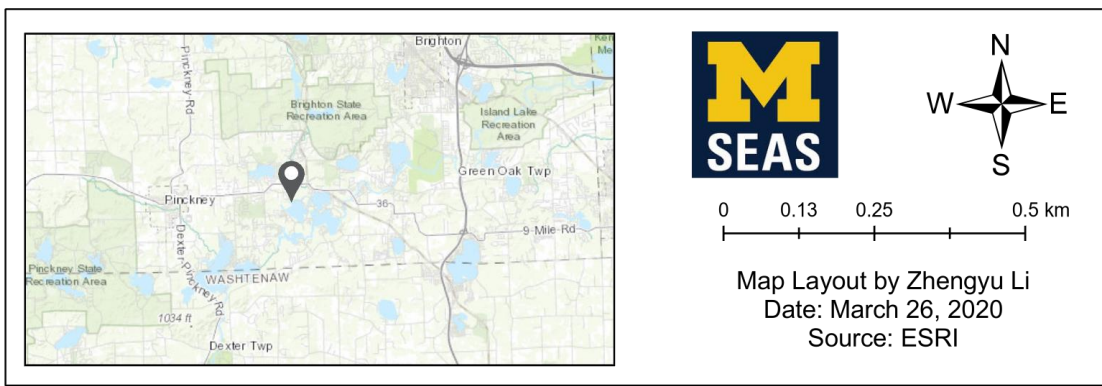 Brighton
Pinckney Rd
Brighton State
Recreation Area
Island Lake
Recreation
Area
Green Oak Twp
Pinckney
36
9 Mile Rd
Dexter
Pinckney Rd
Pinckney State
Recreation Area
WASHTENAW
1034 ft
Dexter Twp
M
SEAS
N
W E
S
0 0.13 0.25 0.5 km
Map Layout by Zhengyu Li
Date: March 26, 2020
Source: ESRI